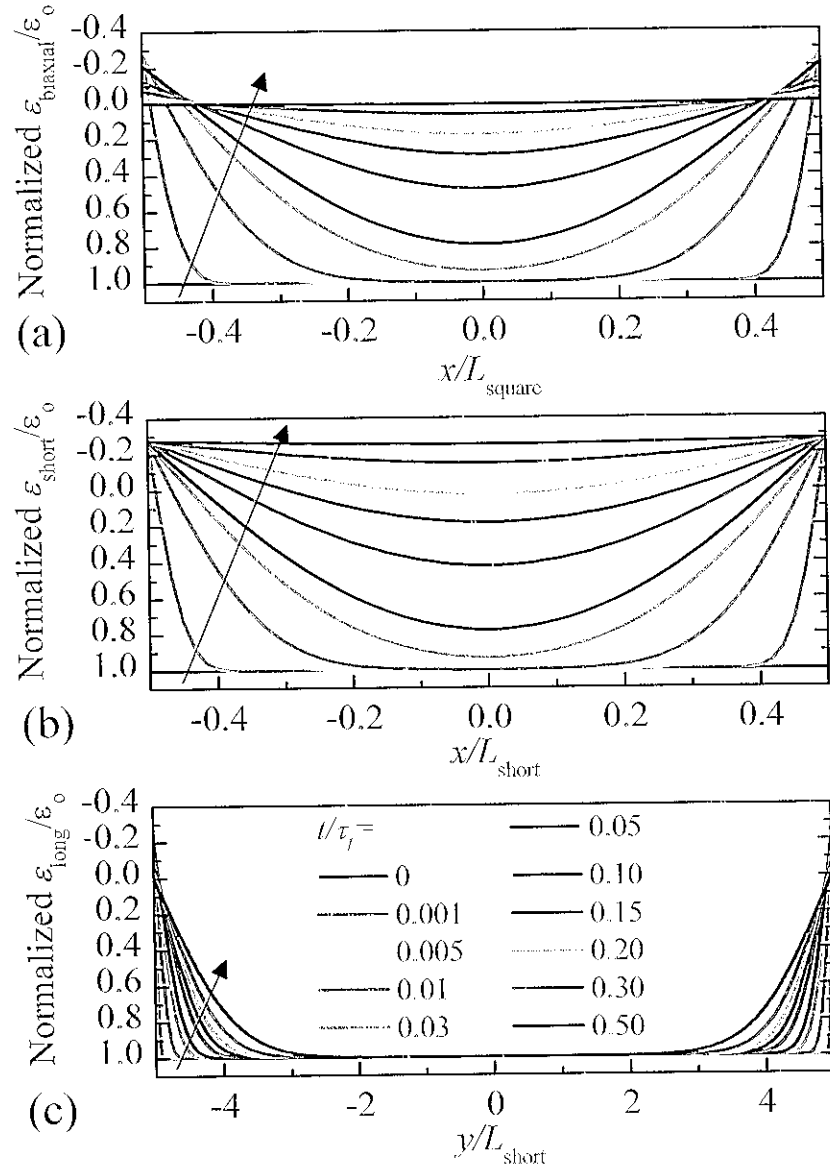 Normalized ε_biaxial/ε_o
-0.4
-0.2
0.0
0.2
0.4
0.6
0.8
1.0
-0.4 -0.2 0.0 0.2 0.4
x/L_square
(a)
Normalized ε_short/ε_o
-0.4
-0.2
0.0
0.2
0.4
0.6
0.8
1.0
-0.4 -0.2 0.0 0.2 0.4
x/L_short
(b)
Normalized ε_long/ε_o
-0.4
-0.2
0.0
0.2
0.4
0.6
0.8
1.0
t/τ_f =
0
0.001
0.005
0.01
0.03
0.05
0.10
0.15
0.20
0.30
0.50
-4 -2 0 2 4
y/L_short
(c)